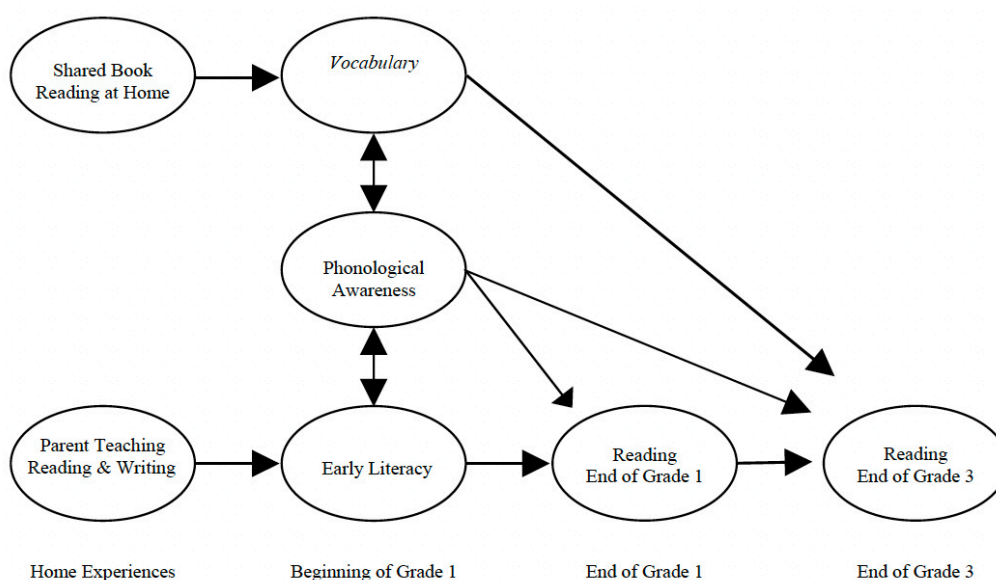 Shared Book
Reading at Home
Vocabulary
Phonological
Awareness
Parent Teaching
Reading & Writing
Early Literacy
Reading
End of Grade 1
Reading
End of Grade 3
Home Experiences
Beginning of Grade 1
End of Grade 1
End of Grade 3